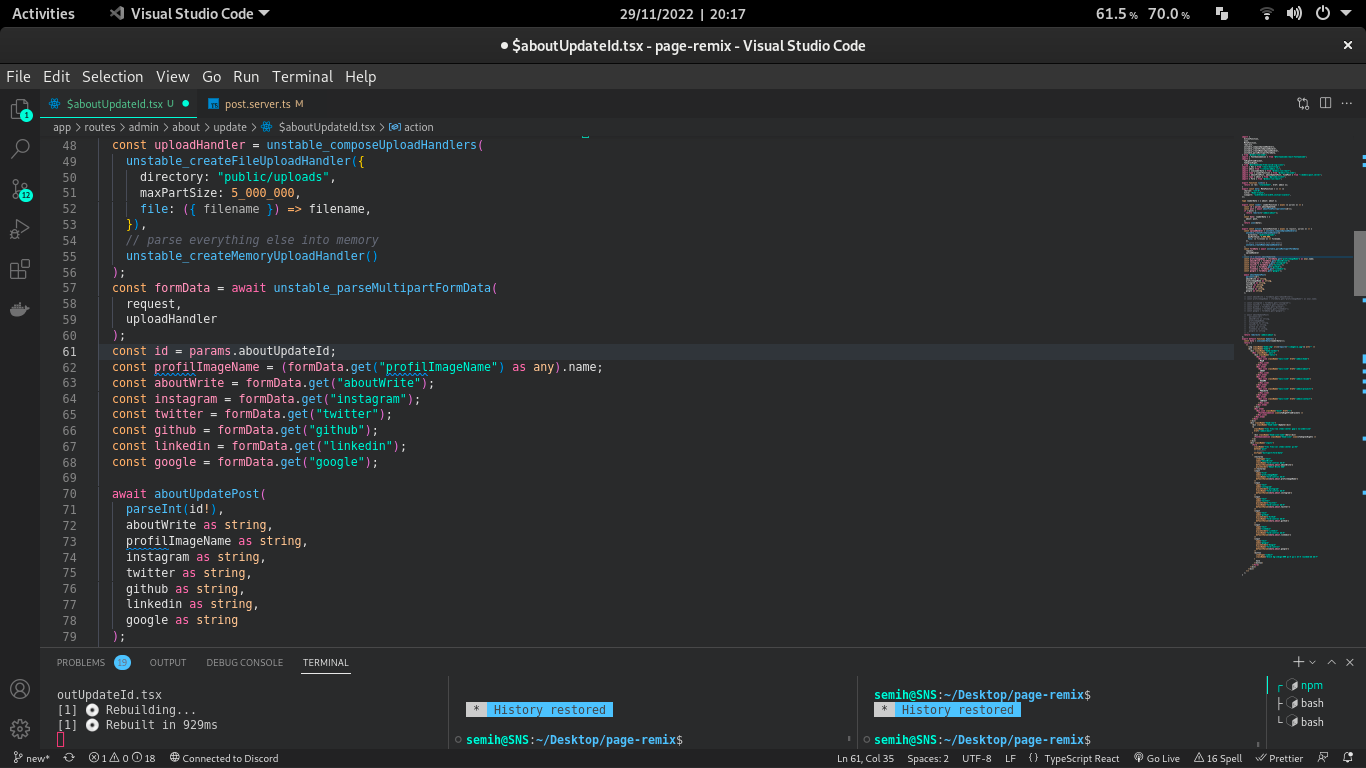 Activities Visual Studio Code 29/11/2022 | 20:17 61.5 % 70.0 %
$aboutUpdateId.tsx - page-remix - Visual Studio Code
File Edit Selection View Go Run Terminal Help
$aboutUpdateId.tsx U post.server.ts M
app > routes > admin > about > update > $aboutUpdateId.tsx > action
48 const uploadHandler = unstable_composeUploadHandlers(
49 unstable_createFileUploadHandler({
50 directory: "public/uploads",
51 maxPartSize: 5_000_000,
52 file: ({ filename }) => filename,
53 }),
54 // parse everything else into memory
55 unstable_createMemoryUploadHandler()
56 );
57 const formData = await unstable_parseMultipartFormData(
58 request,
59 uploadHandler
60 );
61 const id = params.aboutUpdateId;
62 const profilImageName = (formData.get("profilImageName") as any).name;
63 const aboutWrite = formData.get("aboutWrite");
64 const instagram = formData.get("instagram");
65 const twitter = formData.get("twitter");
66 const github = formData.get("github");
67 const linkedin = formData.get("linkedin");
68 const google = formData.get("google");
69
70 await aboutUpdatePost(
71 parseInt(id!),
72 aboutWrite as string,
73 profilImageName as string,
74 instagram as string,
75 twitter as string,
76 github as string,
77 linkedin as string,
78 google as string
79 );
1
12
PROBLEMS 19 OUTPUT DEBUG CONSOLE TERMINAL
outUpdateId.tsx
[1] Rebuilding...
[1] Rebuilt in 929ms
* History restored
semih@SNS:~/Desktop/page-remix$
semih@SNS:~/Desktop/page-remix$
* History restored
semih@SNS:~/Desktop/page-remix$
npm
bash
bash
new* 1 0 18 Connected to Discord Ln 61, Col 35 Spaces: 2 UTF-8 LF {} TypeScript React Go Live 16 Spell Prettier